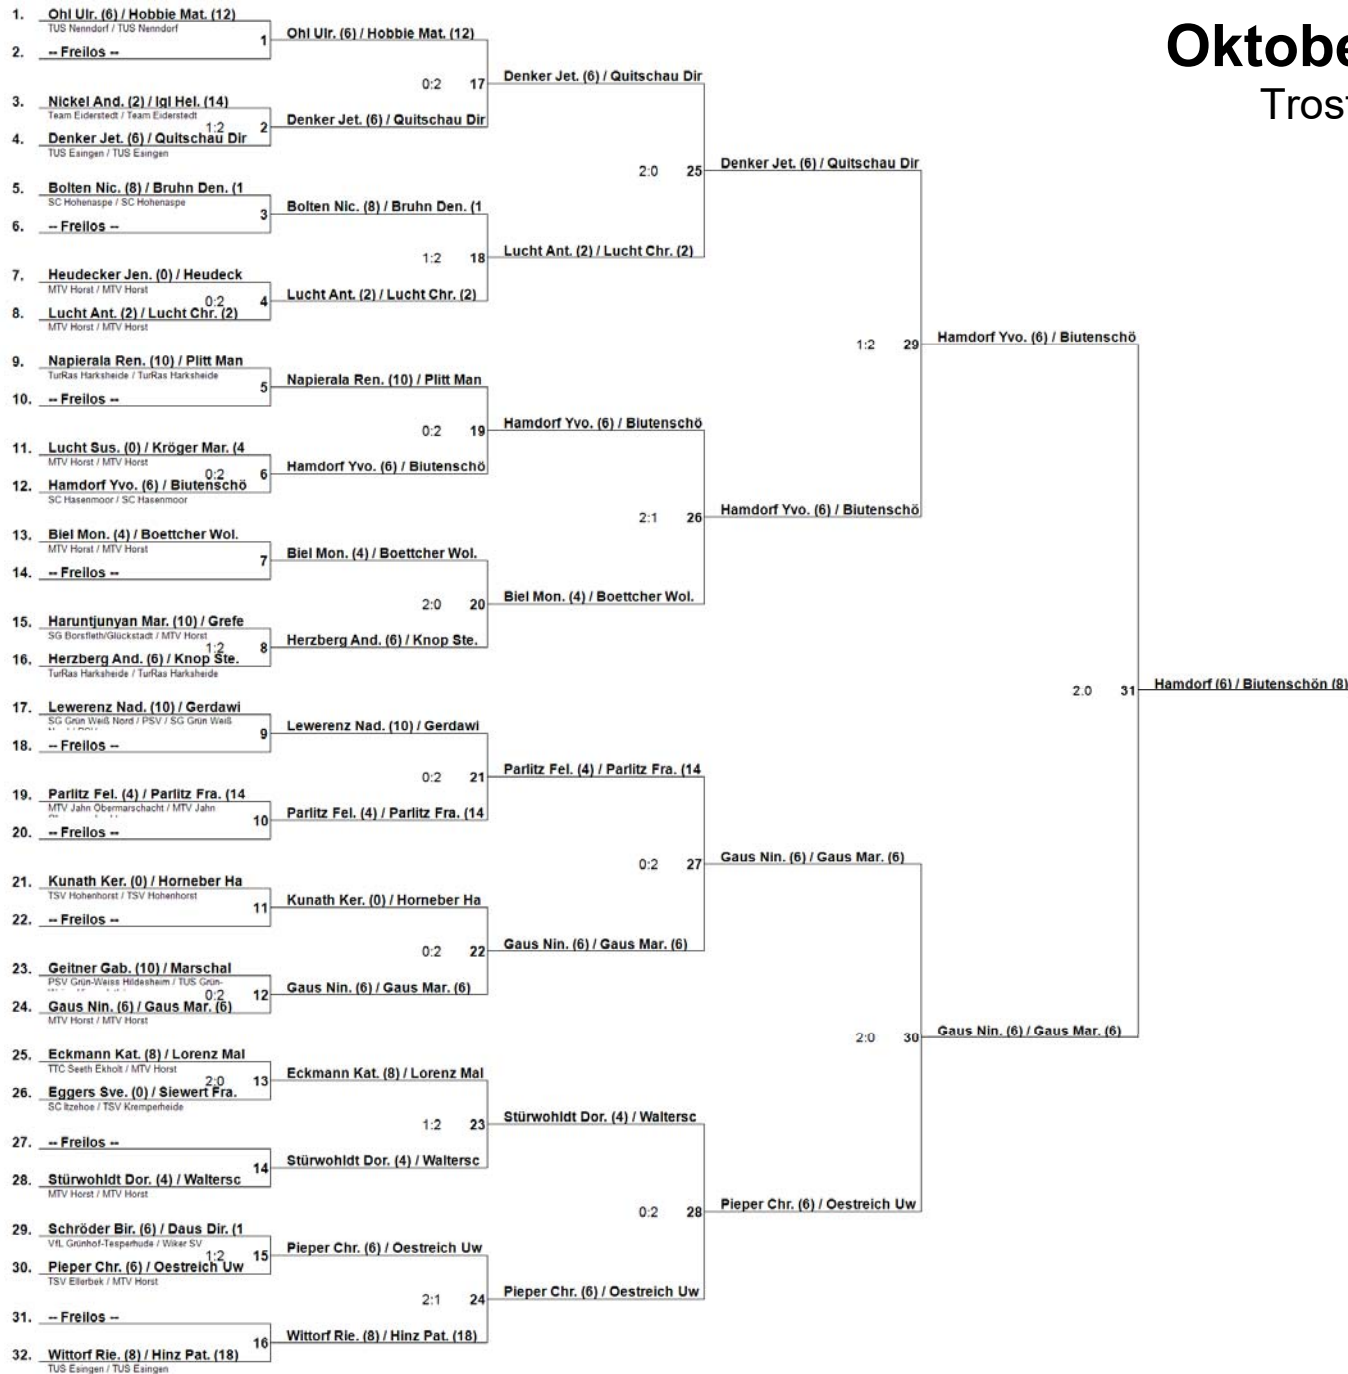 Oktobe
Trost
1. Ohl Ulr. (6) / Hobbie Mat. (12)
TUS Nenndorf / TUS Nenndorf
1
2. -- Freilos --
3. Nickel And. (2) / Igl Hel. (14)
Team Eiderstedt / Team Eiderstedt
1:2 2
4. Denker Jet. (6) / Quitschau Dir
TUS Esingen / TUS Esingen
5. Bolten Nic. (8) / Bruhn Den. (1
SC Hohenaspe / SC Hohenaspe
3
6. -- Freilos --
7. Heudecker Jen. (0) / Heudeck
MTV Horst / MTV Horst
0:2 4
8. Lucht Ant. (2) / Lucht Chr. (2)
MTV Horst / MTV Horst
9. Napierala Ren. (10) / Plitt Man
TurRas Harksheide / TurRas Harksheide
5
10. -- Freilos --
11. Lucht Sus. (0) / Kröger Mar. (4
MTV Horst / MTV Horst
0:2 6
12. Hamdorf Yvo. (6) / Biutenschö
SC Hasenmoor / SC Hasenmoor
13. Biel Mon. (4) / Boettcher Wol.
MTV Horst / MTV Horst
7
14. -- Freilos --
15. Haruntjunyan Mar. (10) / Grefe
SG Borsfleth/Glückstadt / MTV Horst
1:2 8
16. Herzberg And. (6) / Knop Ste.
TurRas Harksheide / TurRas Harksheide
17. Lewerenz Nad. (10) / Gerdawi
SG Grün Weiß Nord / PSV / SG Grün Weiß
9
18. -- Freilos --
19. Parlitz Fel. (4) / Parlitz Fra. (14
MTV Jahn Obermarschacht / MTV Jahn
10
20. -- Freilos --
21. Kunath Ker. (0) / Horneber Ha
TSV Hohenhorst / TSV Hohenhorst
11
22. -- Freilos --
23. Geitner Gab. (10) / Marschal
PSV Grün-Weiss Hildesheim / TUS Grün-
0:2 12
24. Gaus Nin. (6) / Gaus Mar. (6)
MTV Horst / MTV Horst
25. Eckmann Kat. (8) / Lorenz Mal
TTC Seeth Ekholt / MTV Horst
2:0 13
26. Eggers Sve. (0) / Siewert Fra.
SC Itzehoe / TSV Kremperheide
27. -- Freilos --
14
28. Stürwohldt Dor. (4) / Waltersc
MTV Horst / MTV Horst
29. Schröder Bir. (6) / Daus Dir. (1
VfL Grünhof-Tesperhude / Wiker SV
1:2 15
30. Pieper Chr. (6) / Oestreich Uw
TSV Ellerbek / MTV Horst
31. -- Freilos --
16
32. Wittorf Rie. (8) / Hinz Pat. (18)
TUS Esingen / TUS Esingen
Ohl Ulr. (6) / Hobbie Mat. (12)
0:2 17
Denker Jet. (6) / Quitschau Dir
Bolten Nic. (8) / Bruhn Den. (1
1:2 18
Lucht Ant. (2) / Lucht Chr. (2)
Napierala Ren. (10) / Plitt Man
0:2 19
Hamdorf Yvo. (6) / Biutenschö
Biel Mon. (4) / Boettcher Wol.
2:0 20
Herzberg And. (6) / Knop Ste.
Lewerenz Nad. (10) / Gerdawi
0:2 21
Parlitz Fel. (4) / Parlitz Fra. (14
Kunath Ker. (0) / Horneber Ha
0:2 22
Gaus Nin. (6) / Gaus Mar. (6)
Eckmann Kat. (8) / Lorenz Mal
1:2 23
Stürwohldt Dor. (4) / Waltersc
Pieper Chr. (6) / Oestreich Uw
2:1 24
Wittorf Rie. (8) / Hinz Pat. (18)
Denker Jet. (6) / Quitschau Dir
2:0 25
Lucht Ant. (2) / Lucht Chr. (2)
Hamdorf Yvo. (6) / Biutenschö
2:1 26
Biel Mon. (4) / Boettcher Wol.
Parlitz Fel. (4) / Parlitz Fra. (14
0:2 27
Gaus Nin. (6) / Gaus Mar. (6)
Stürwohldt Dor. (4) / Waltersc
0:2 28
Pieper Chr. (6) / Oestreich Uw
Denker Jet. (6) / Quitschau Dir
1:2 29
Hamdorf Yvo. (6) / Biutenschö
Gaus Nin. (6) / Gaus Mar. (6)
2:0 30
Pieper Chr. (6) / Oestreich Uw
Hamdorf Yvo. (6) / Biutenschö
2.0 31
Gaus Nin. (6) / Gaus Mar. (6)
Hamdorf (6) / Biutenschön (8)